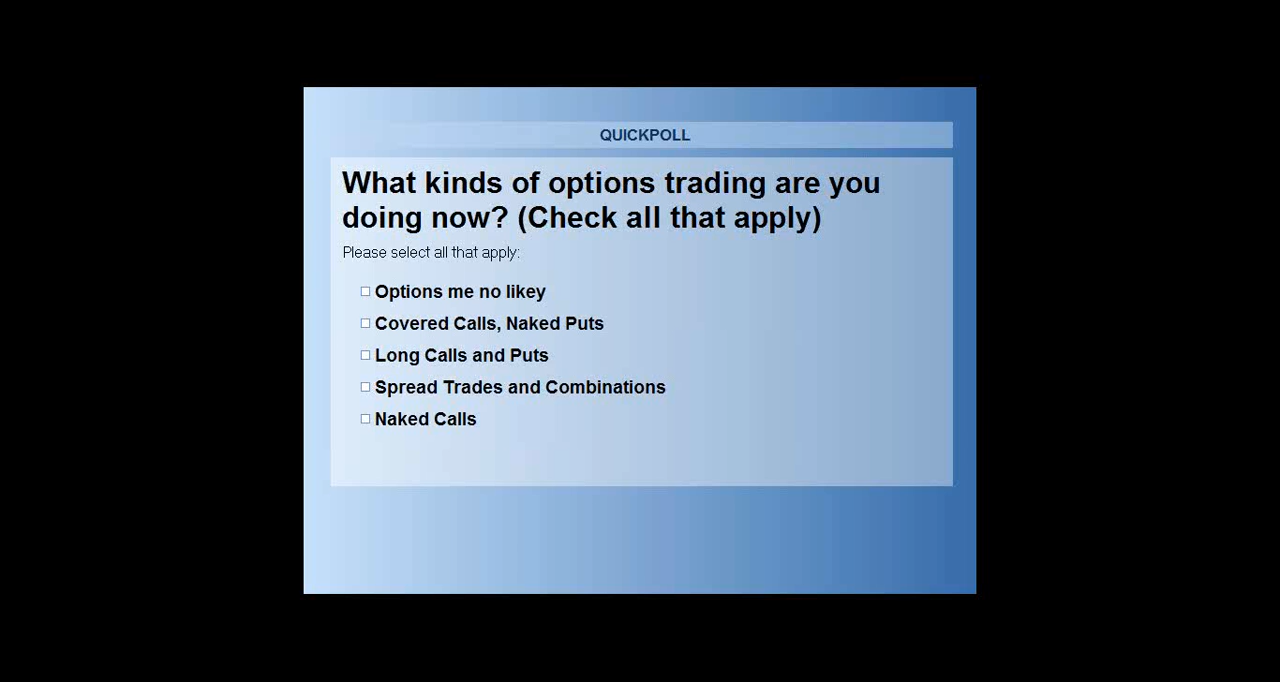 QUICKPOLL
What kinds of options trading are you
doing now? (Check all that apply)
Please select all that apply:
Options me no likey
Covered Calls, Naked Puts
Long Calls and Puts
Spread Trades and Combinations
Naked Calls